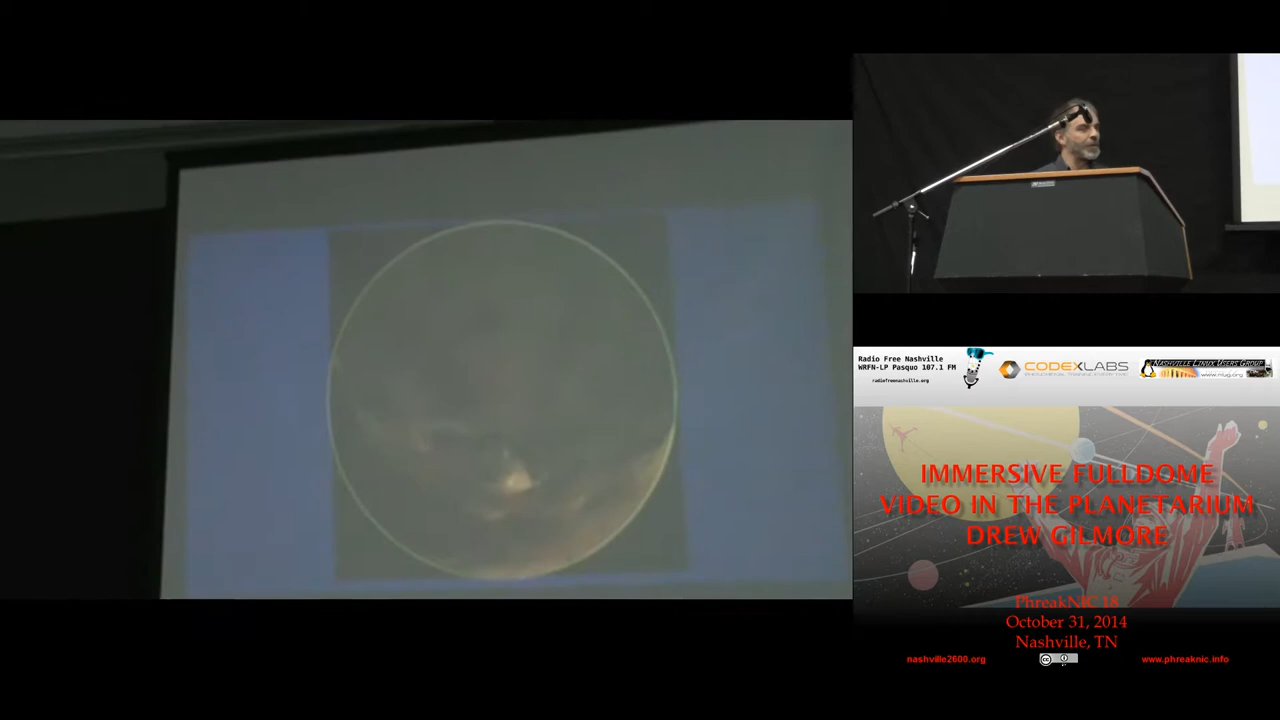 Radio Free Nashville
WRFN-LP Pasquo 107.1 FM
radiofreenashville.org
CODEXLABS
NASHVILLE LINUX USERS GROUP
www.nlug.org
IMMERSIVE FULLDOME
VIDEO IN THE PLANETARIUM
DREW GILMORE
PhreakNIC 18
October 31, 2014
Nashville, TN
nashville2600.org
cc
www.phreaknic.info